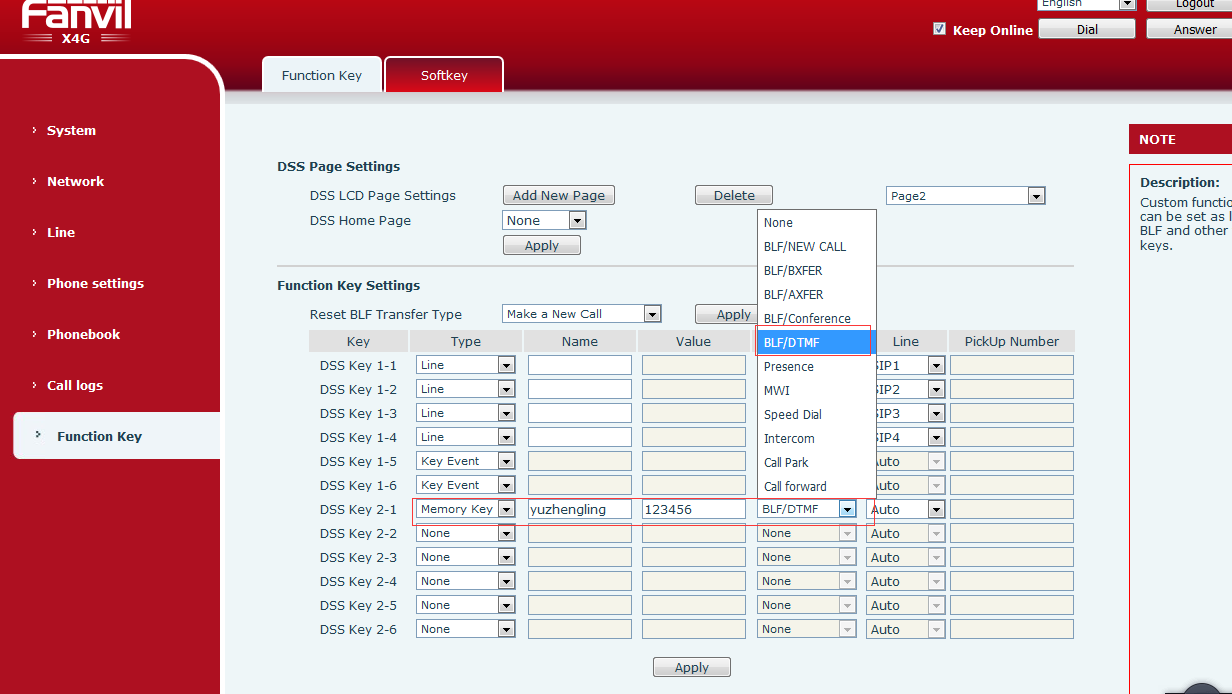 English Logout
Fanvil
X4G
Keep Online Dial Answer
Function Key Softkey
System
Network
Line
Phone settings
Phonebook
Call logs
Function Key
DSS Page Settings
DSS LCD Page Settings Add New Page Delete Page2
DSS Home Page None
Apply
Function Key Settings
Reset BLF Transfer Type Make a New Call Apply
None
BLF/NEW CALL
BLF/BXFER
BLF/AXFER
BLF/Conference
BLF/DTMF
Presence
MWI
Speed Dial
Intercom
Call Park
Call forward
Key Type Name Value Line PickUp Number
DSS Key 1-1 Line SIP1
DSS Key 1-2 Line SIP2
DSS Key 1-3 Line SIP3
DSS Key 1-4 Line SIP4
DSS Key 1-5 Key Event Auto
DSS Key 1-6 Key Event Auto
DSS Key 2-1 Memory Key yuzhengling 123456 BLF/DTMF Auto
DSS Key 2-2 None None Auto
DSS Key 2-3 None None Auto
DSS Key 2-4 None None Auto
DSS Key 2-5 None None Auto
DSS Key 2-6 None None Auto
Apply
NOTE
Description:
Custom
can be set as
BLF and other
keys.